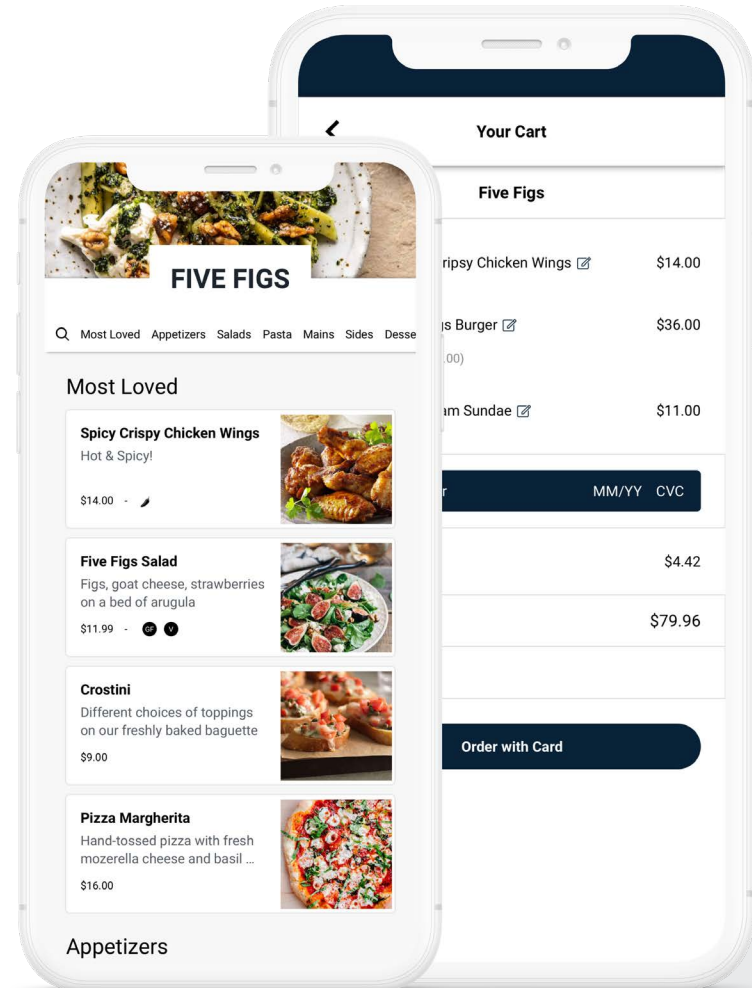 FIVE FIGS
Most Loved Appetizers Salads Pasta Mains Sides Desse
Most Loved
Spicy Crispy Chicken Wings
Hot & Spicy!
$14.00 -
Five Figs Salad
Figs, goat cheese, strawberries
on a bed of arugula
$11.99 - GF V
Crostini
Different choices of toppings
on our freshly baked baguette
$9.00
Pizza Margherita
Hand-tossed pizza with fresh
mozerella cheese and basil ...
$16.00
Appetizers
Your Cart
Five Figs
ripsy Chicken Wings $14.00
gs Burger $36.00
.00)
am Sundae $11.00
r MM/YY CVC
$4.42
$79.96
Order with Card